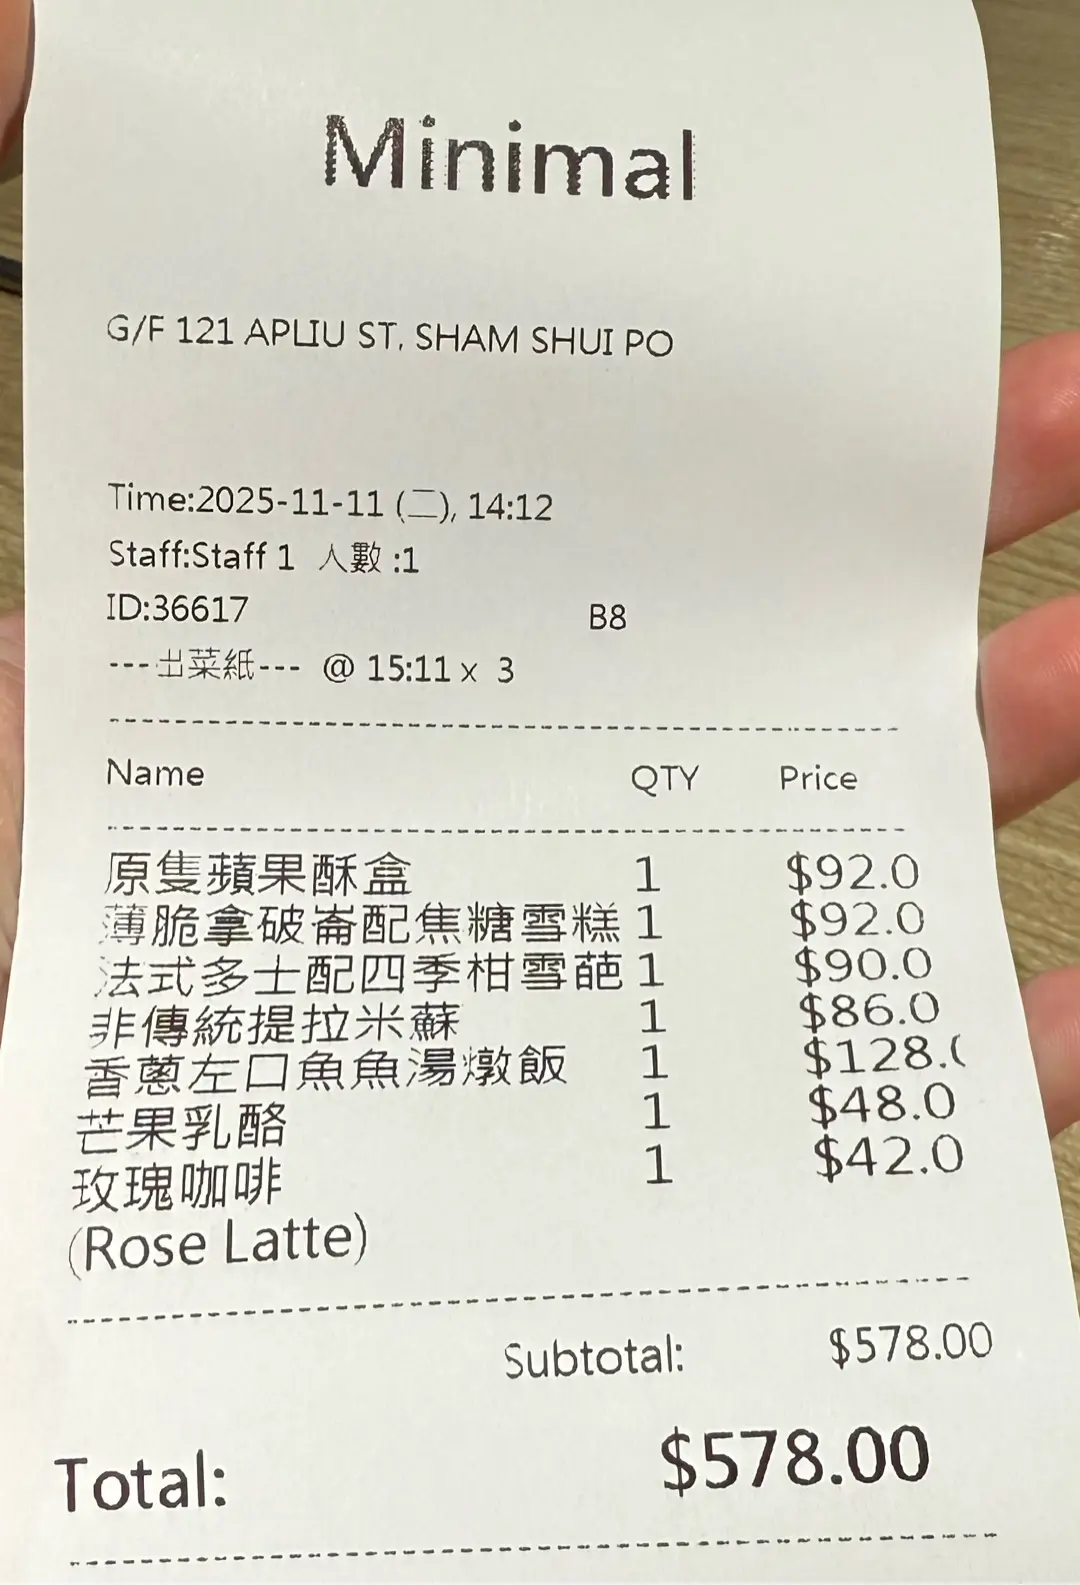 Minimal
G/F 121 APLIU ST, SHAM SHUI PO
Time:2025-11-11 (二), 14:12
Staff:Staff 1 人數 :1
ID:36617 B8
---出菜紙--- @ 15:11 x 3
Name QTY Price
原隻蘋果酥盒 1 $92.0
薄脆拿破崙配焦糖雪糕 1 $92.0
法式多士配四季柑雪葩 1 $90.0
非傳統提拉米蘇 1 $86.0
香蔥左口魚魚湯燉飯 1 $128.(
芒果乳酪 1 $48.0
玫瑰咖啡 1 $42.0
(Rose Latte)
Subtotal: $578.00
Total: $578.00